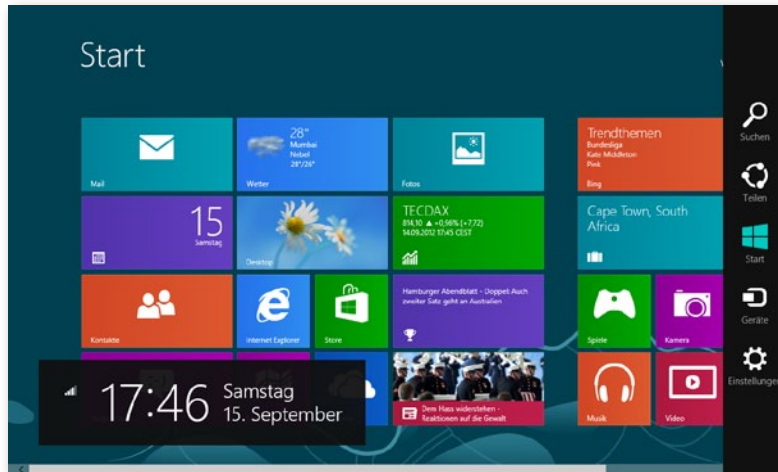 Start
Mail
28°
Mumbai
Nebel
28°/26°
Wetter
Fotos
15
Samstag
Desktop
TECDAX
814,10 ▲ +0,96% (+7,72)
14.09.2012 17:45 CEST
Kontakte
Internet Explorer
Store
Hamburger Abendblatt - Doppel: Auch
zweiter Satz geht an Australien
Dem Hass widerstehen -
Reaktionen auf die Gewalt
Trendthemen
Bundesliga
Kate Middleton
Pink
Bing
Cape Town, South
Africa
Spiele
Kamera
Musik
Video
Suchen
Teilen
Start
Geräte
Einstellungen
17:46
Samstag
15. September